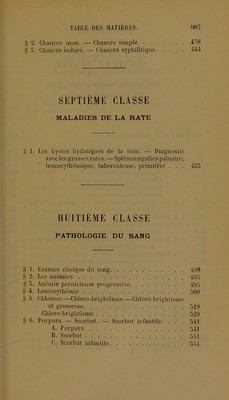 TABLE DES MATIÈRES. 907
§ 2. Chancre mou. — Chancre simple . . . . . . 438
§ 3. Chancre induré. — Chancre syphilitique. . . . 444
SEPTIÈME CLASSE
MALADIES DE LA RATE
§ 1. Les kystes hydatiques de la rate. — Diagnostic
avec les grosses rates. — Splénomégalies palustre,
leucocythémique, tuberculeuse, primitive . . . 453
HUITIÈME CLASSE
PATHOLOGIE DU SANG
§ 1. Examen clinique du sang. . . . . . . . . 490
§ 2. Les anémies . . . . . . . . . . . 493
§ 3. Anémie pernicieuse progressive. . . . . . . 495
§ 4. Leucocythémie . . . . . . . . . . . 500
§ 5. Chlorose. — Chloro-brightisme — Chloro-brightisme
et grossesse. . . . . . . . . . . . 519
Chloro-brightisme . . . . . . . . . . 529
§ 6. Purpura. — Scorbut. — Scorbut infantile. . . . 541
A. Purpura . . . . . . . . . . . 541
B. Scorbut . . . . . . . . . . . 551
C. Scorbut infantile. . . . . . . . . 554